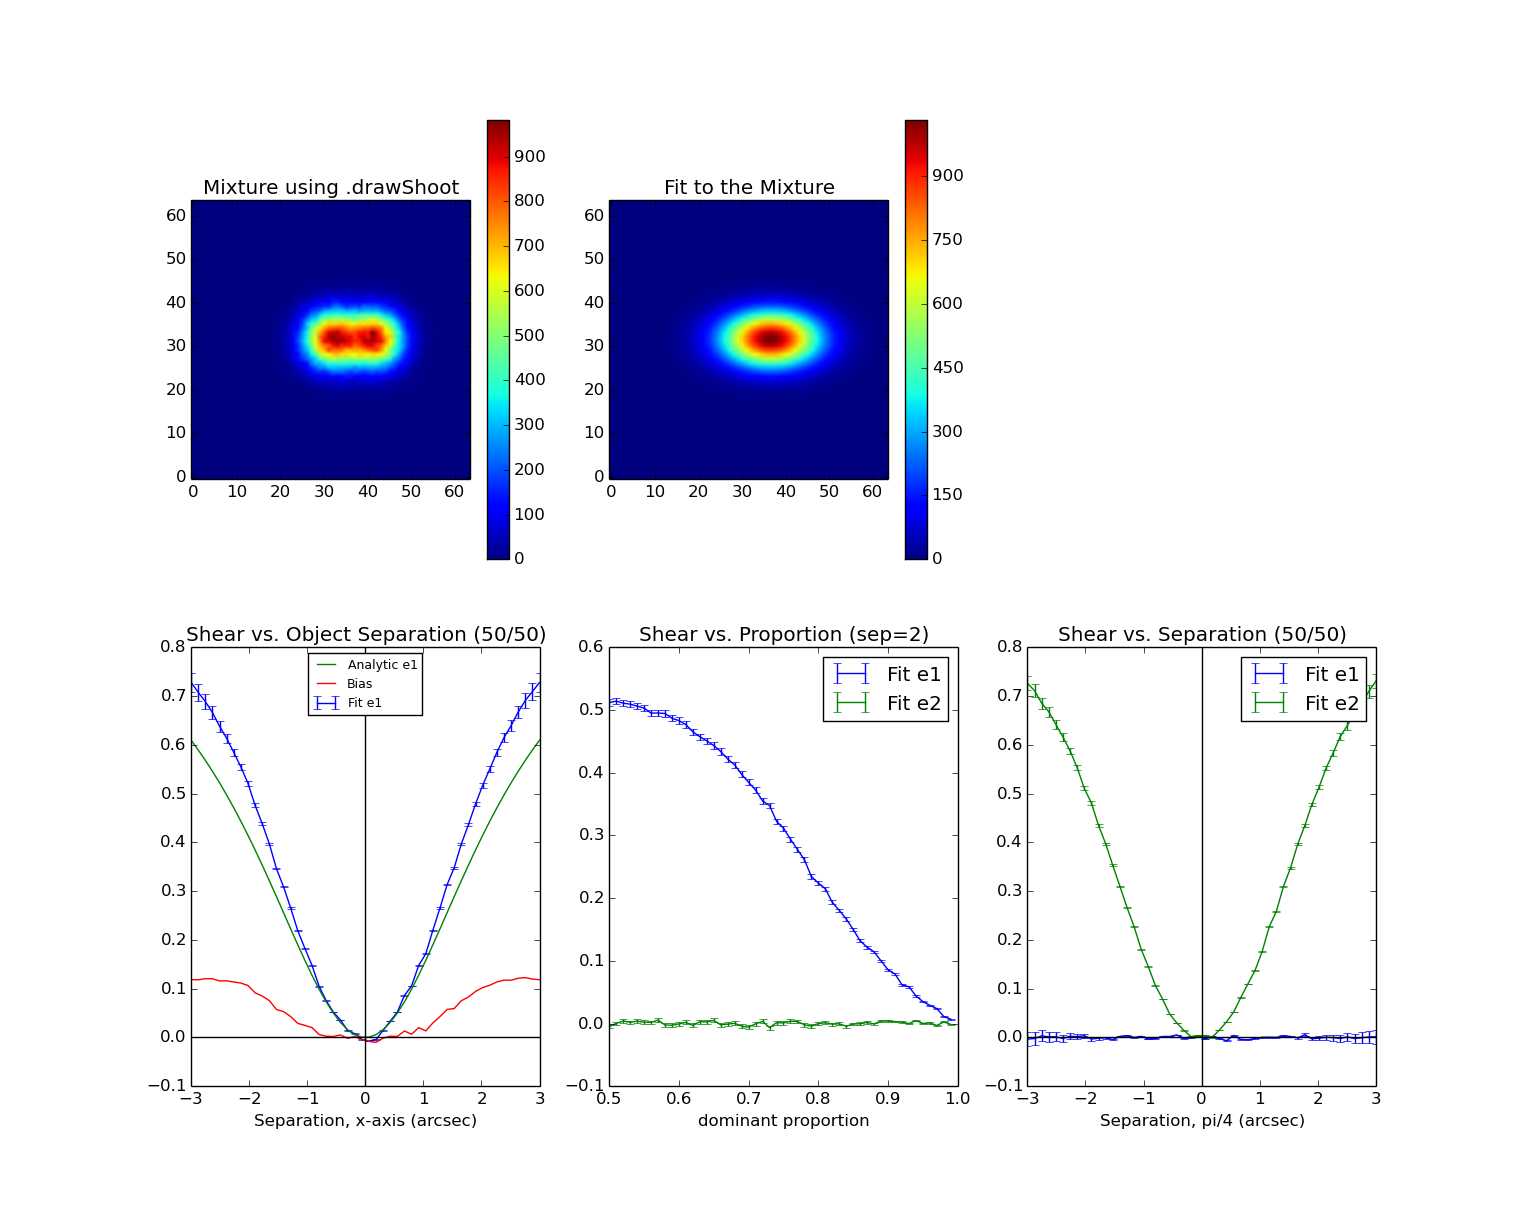 Mixture using .drawShoot
Fit to the Mixture
60
50
40
30
20
10
0
0 10 20 30 40 50 60
900
800
700
600
500
400
300
200
100
0
60
50
40
30
20
10
0
0 10 20 30 40 50 60
900
750
600
450
300
150
0
Shear vs. Object Separation (50/50)
0.8
0.7
0.6
0.5
0.4
0.3
0.2
0.1
0.0
−0.1
Analytic e1
Bias
Fit e1
−3 −2 −1 0 1 2 3
Separation, x-axis (arcsec)
Shear vs. Proportion (sep=2)
0.6
0.5
0.4
0.3
0.2
0.1
0.0
−0.1
Fit e1
Fit e2
0.5 0.6 0.7 0.8 0.9 1.0
dominant proportion
Shear vs. Separation (50/50)
0.8
0.7
0.6
0.5
0.4
0.3
0.2
0.1
0.0
−0.1
Fit e1
Fit e2
−3 −2 −1 0 1 2 3
Separation, pi/4 (arcsec)